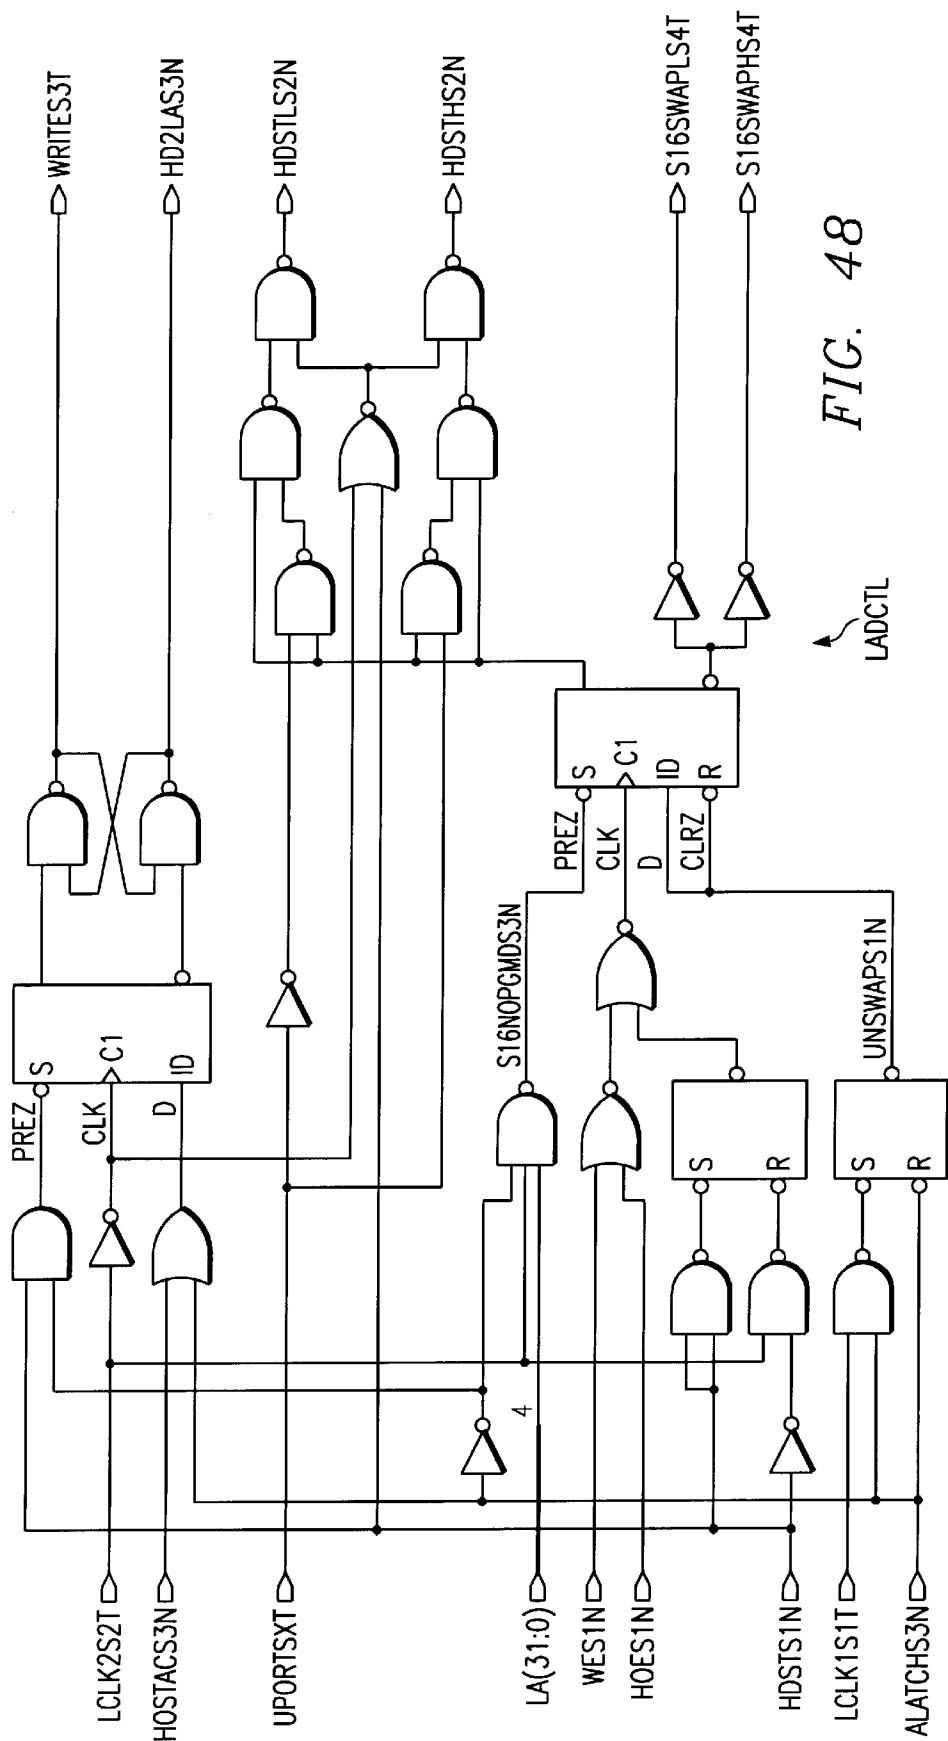 LCLK2S2T
HOSTACS3N
UPORTSXT
LA(31:0)
WES1N
HOES1N
HDSTS1N
LCLK1S1T
ALATCHS3N
4
PREZ
CLK
D
S
C1
ID
S16NOPGMDS3N
S
R
S
R
UNSWAPS1N
PREZ
CLK
D
CLRZ
S
C1
ID
R
WRITES3T
HD2LAS3N
HDSTLS2N
HDSTHS2N
S16SWAPLS4T
S16SWAPHS4T
LADCTL
FIG. 48